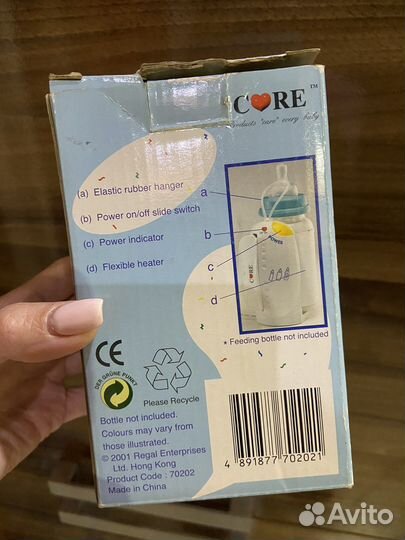 C❤RE™
products "care" every baby
(a) Elastic rubber hanger
a
(b) Power on/off slide switch
b
(c) Power indicator
c
(d) Flexible heater
d
POWER
C❤RE
* Feeding bottle not included
CE
DER GRÜNE PUNKT
Please Recycle
Bottle not included.
Colours may vary from
those illustrated.
© 2001 Regal Enterprises
Ltd. Hong Kong
Product Code : 70202
Made in China
4 891877 702021
Avito